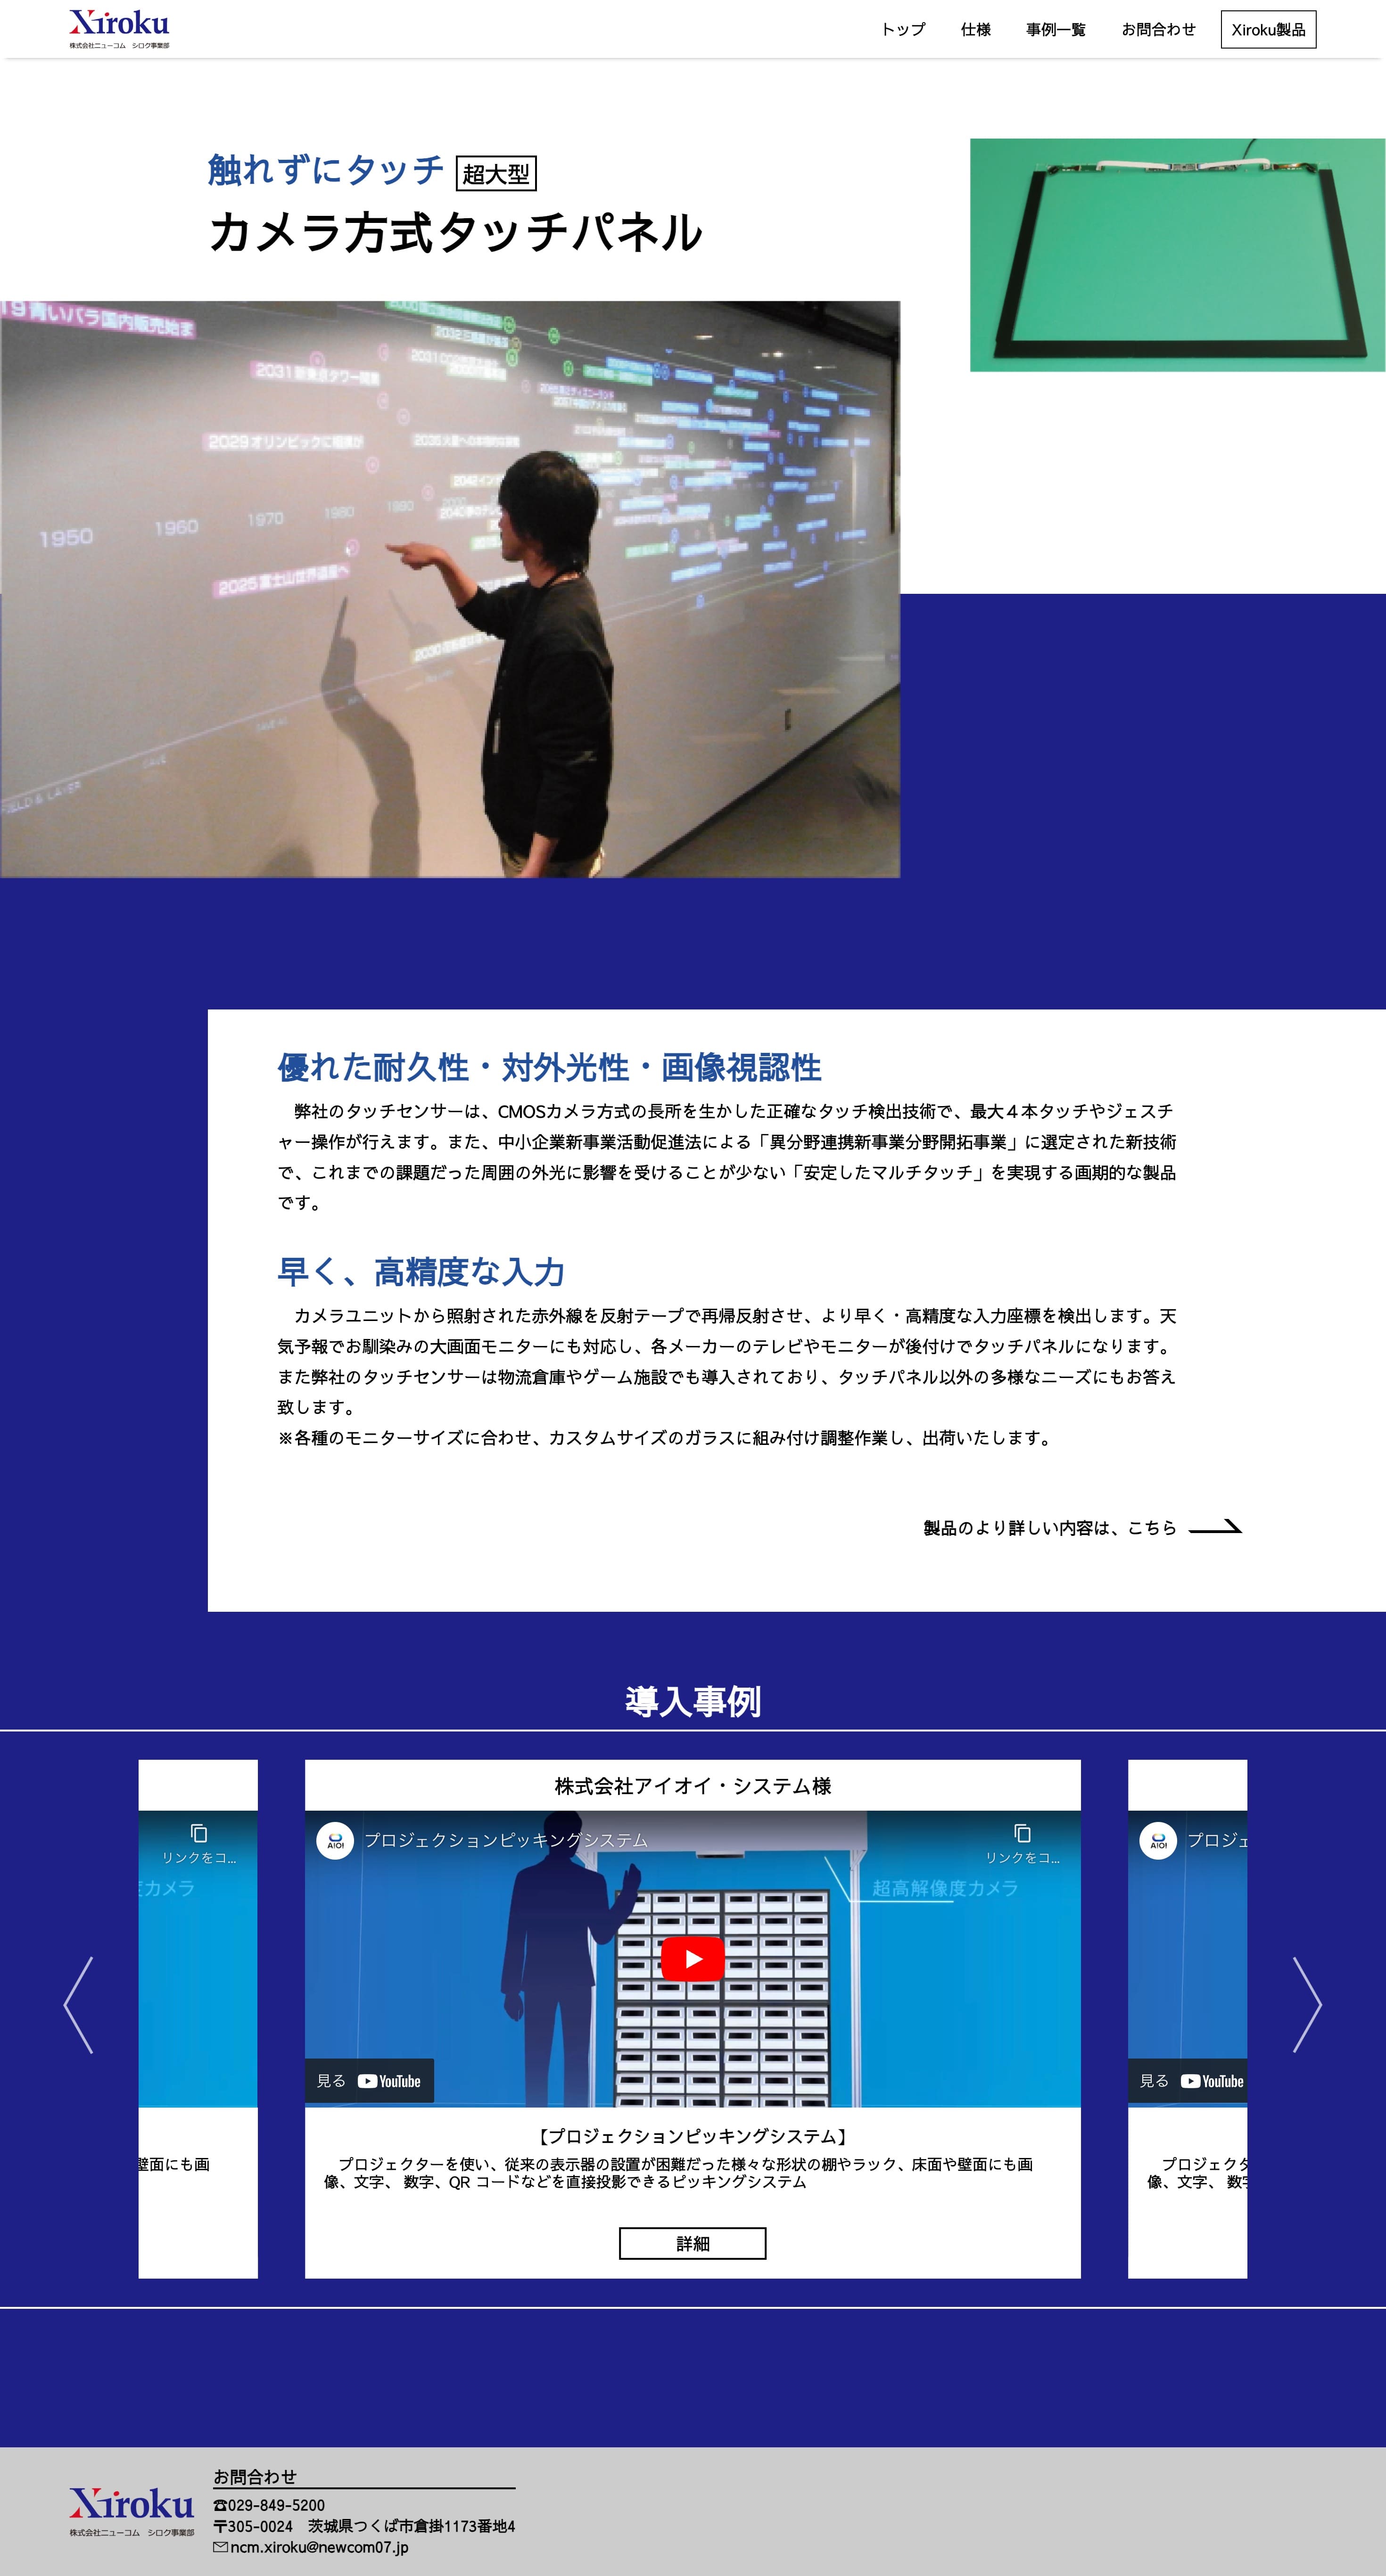 Xiroku
株式会社ニューコム　シロク事業部
トップ
仕様
事例一覧
お問合わせ
Xiroku製品
触れずにタッチ 超大型
カメラ方式タッチパネル
19青いバラ国内販売始ま
2029オリンピックに相撲が
1950
1960
1970
1980
1990
2025富士山世界遺産へ
優れた耐久性・対外光性・画像視認性
　弊社のタッチセンサーは、CMOSカメラ方式の長所を生かした正確なタッチ検出技術で、最大４本タッチやジェスチ
ャー操作が行えます。また、中小企業新事業活動促進法による「異分野連携新事業分野開拓事業」に選定された新技術
で、これまでの課題だった周囲の外光に影響を受けることが少ない「安定したマルチタッチ」を実現する画期的な製品
です。
早く、高精度な入力
　カメラユニットから照射された赤外線を反射テープで再帰反射させ、より早く・高精度な入力座標を検出します。天
気予報でお馴染みの大画面モニターにも対応し、各メーカーのテレビやモニターが後付けでタッチパネルになります。
また弊社のタッチセンサーは物流倉庫やゲーム施設でも導入されており、タッチパネル以外の多様なニーズにもお答え
致します。
※各種のモニターサイズに合わせ、カスタムサイズのガラスに組み付け調整作業し、出荷いたします。
製品のより詳しい内容は、こちら
導入事例
リンクをコ...
度カメラ
壁面にも画
株式会社アイオイ・システム様
AIOI
プロジェクションピッキングシステム
リンクをコ...
超高解像度カメラ
見る YouTube
【プロジェクションピッキングシステム】
　プロジェクターを使い、従来の表示器の設置が困難だった様々な形状の棚やラック、床面や壁面にも画
像、文字、 数字、QR コードなどを直接投影できるピッキングシステム
詳細
AIOI
プロジェ
見る YouTube
プロジェクタ
像、文字、 数字
Xiroku
株式会社ニューコム　シロク事業部
お問合わせ
☎029-849-5200
〒305-0024　茨城県つくば市倉掛1173番地4
ncm.xiroku@newcom07.jp